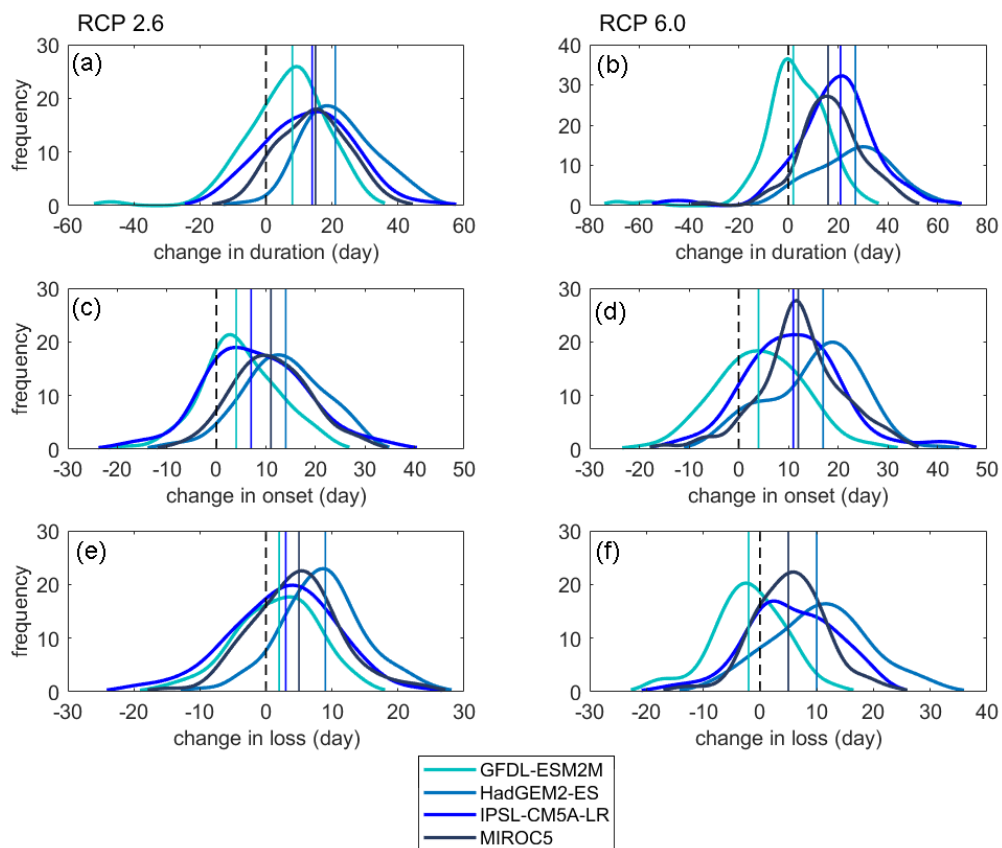 RCP 2.6
RCP 6.0
(a)
30
20
10
0
frequency
-60 -40 -20 0 20 40 60
change in duration (day)
(b)
40
30
20
10
0
-80 -60 -40 -20 0 20 40 60 80
change in duration (day)
(c)
30
20
10
0
frequency
-30 -20 -10 0 10 20 30 40 50
change in onset (day)
(d)
30
20
10
0
-30 -20 -10 0 10 20 30 40 50
change in onset (day)
(e)
30
20
10
0
frequency
-30 -20 -10 0 10 20 30
change in loss (day)
(f)
30
20
10
0
-30 -20 -10 0 10 20 30 40
change in loss (day)
GFDL-ESM2M
HadGEM2-ES
IPSL-CM5A-LR
MIROC5